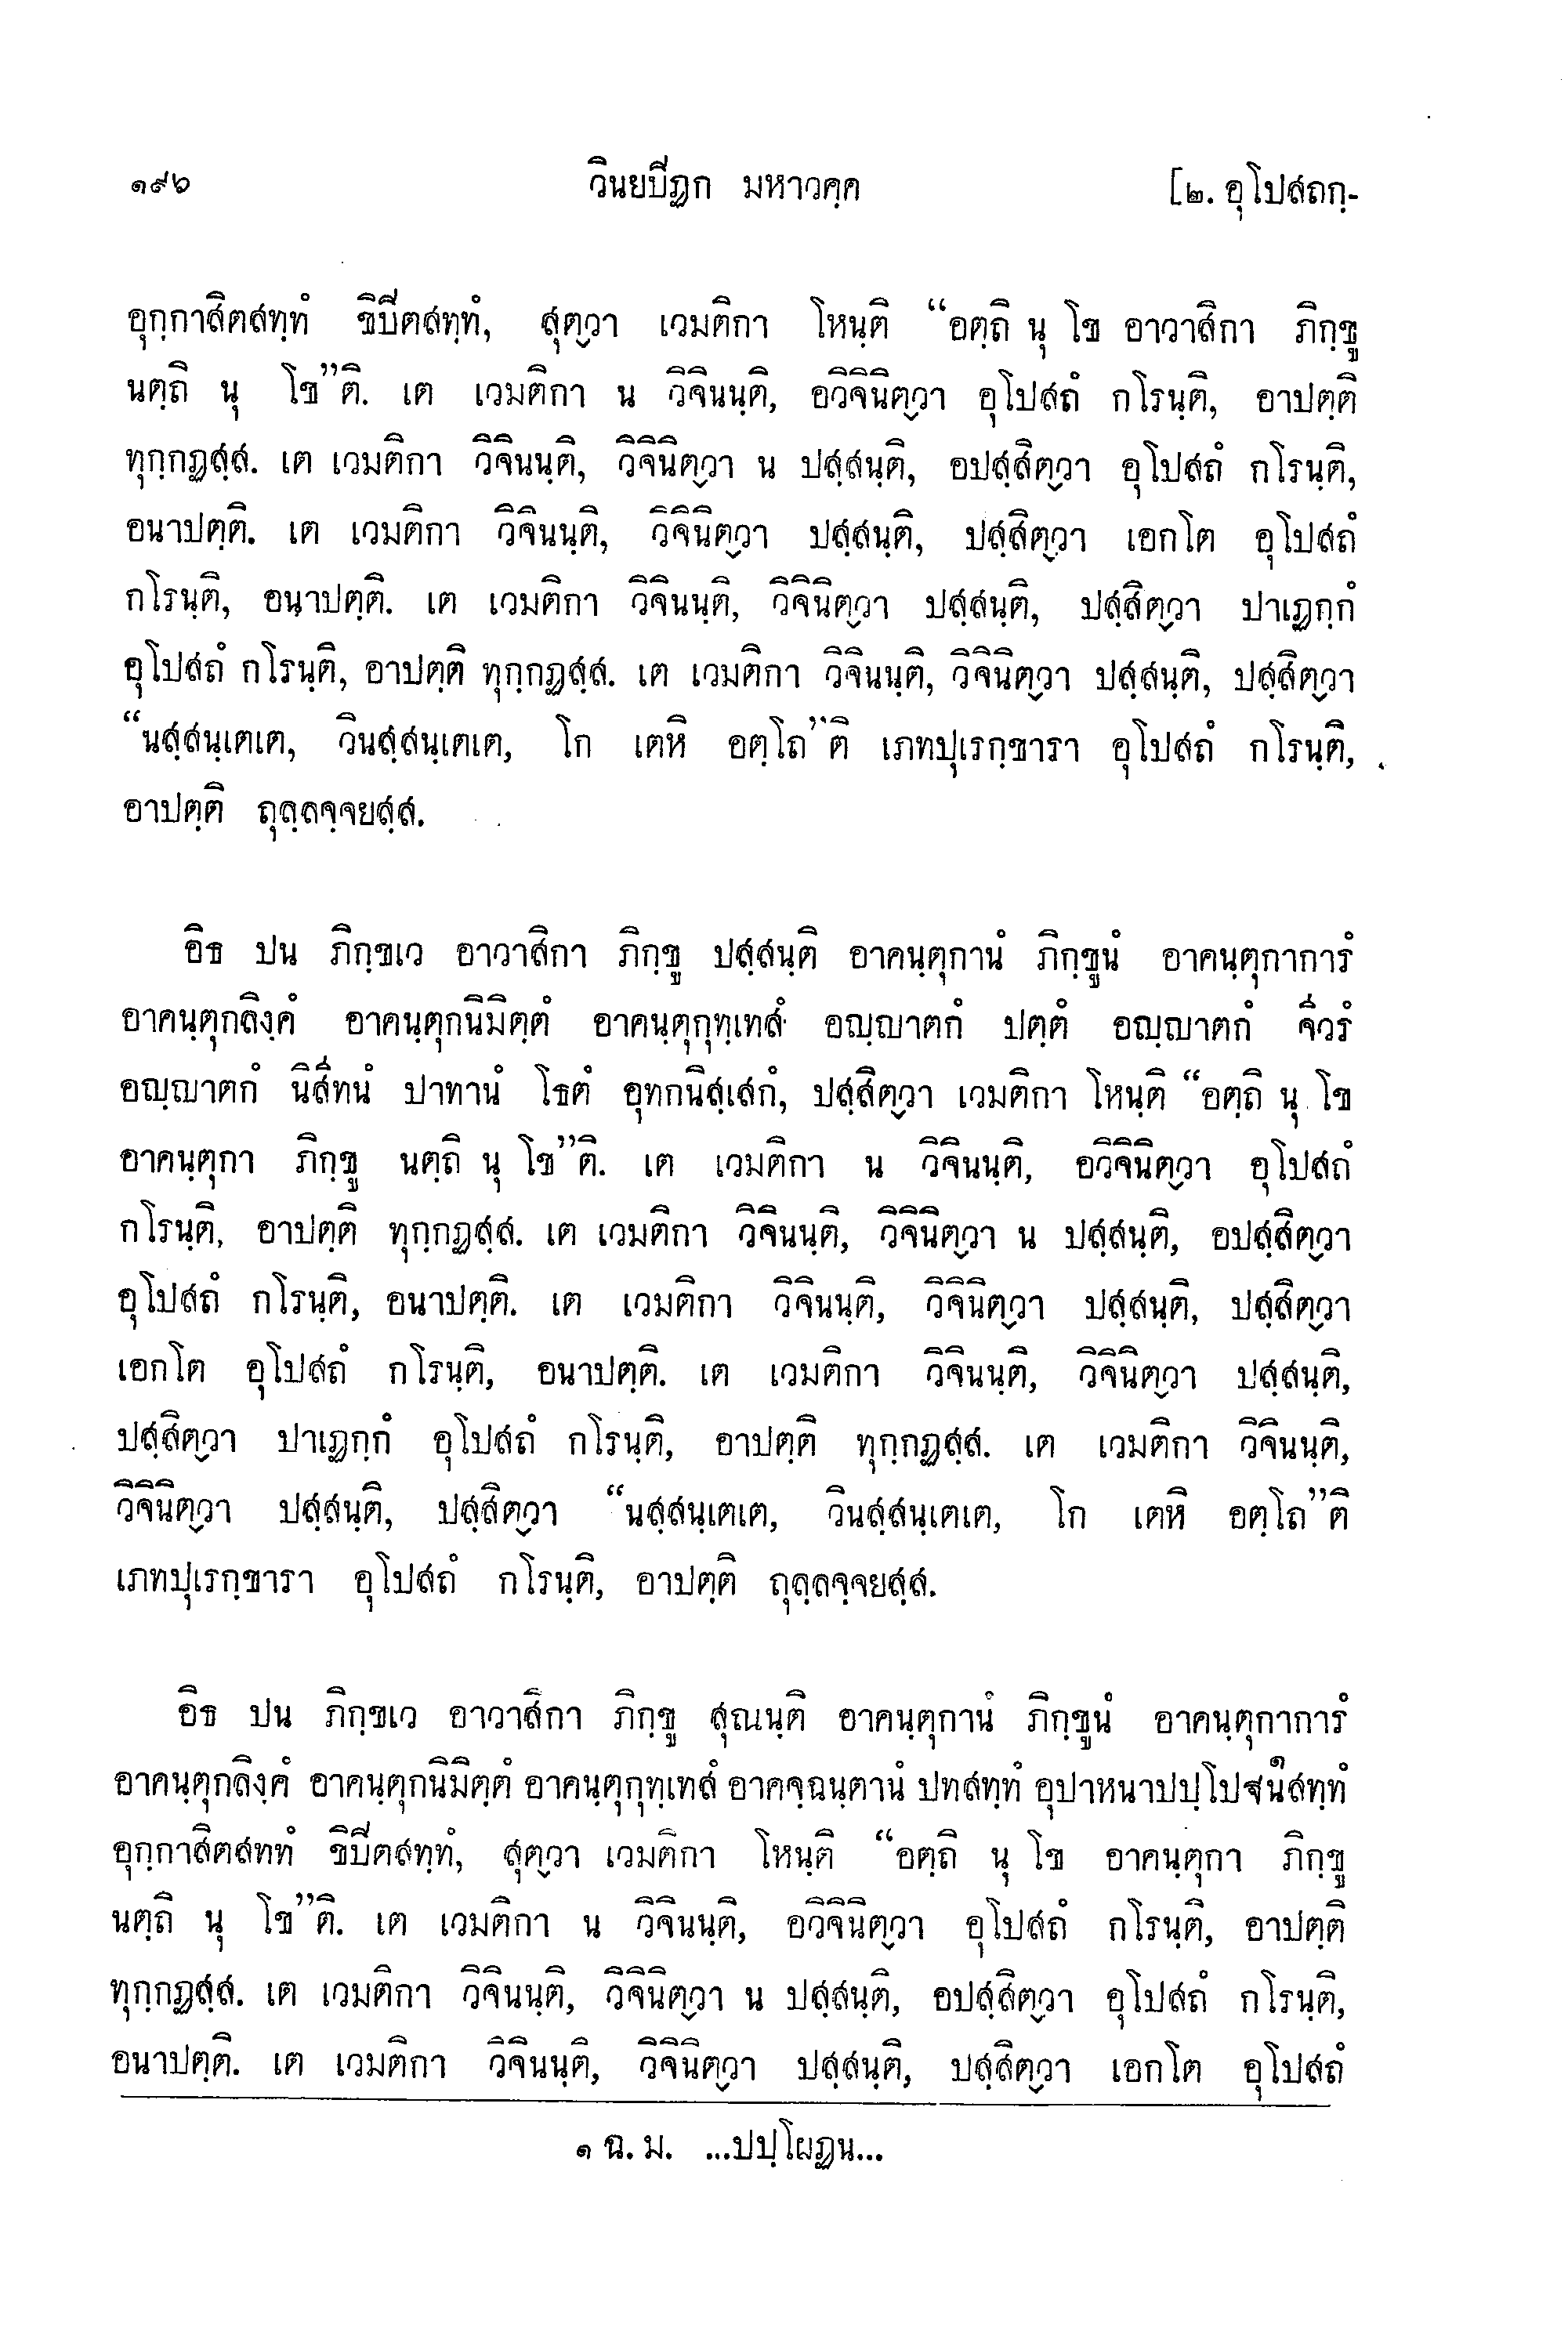 ๑๙๖ วินยปิฏก มหาวคฺค [๒. อุโปสถกฺ-
อุกฺกาสิตสทฺทํ ขิปิตสทฺทํ, สุตฺวา เวมติกา โหนฺติ “อตฺถิ นุ โข อาวาสิกา ภิกฺขู
นตฺถิ นุ โข”ติ. เต เวมติกา น วิจินนฺติ, อวิจินิตฺวา อุโปสถํ กโรนฺติ, อาปตฺติ
ทุกฺกฏสฺส. เต เวมติกา วิจินนฺติ, วิจินิตฺวา น ปสฺสนฺติ, อปสฺสิตฺวา อุโปสถํ กโรนฺติ,
อนาปตฺติ. เต เวมติกา วิจินนฺติ, วิจินิตฺวา ปสฺสนฺติ, ปสฺสิตฺวา เอกโต อุโปสถํ
กโรนฺติ, อนาปตฺติ. เต เวมติกา วิจินนฺติ, วิจินิตฺวา ปสฺสนฺติ, ปสฺสิตฺวา ปาเฏกฺกํ
อุโปสถํ กโรนฺติ, อาปตฺติ ทุกฺกฏสฺส. เต เวมติกา วิจินนฺติ, วิจินิตฺวา ปสฺสนฺติ, ปสฺสิตฺวา
“นสฺสนฺเตเต, วินสฺสนฺเตเต, โก เตหิ อตฺโถ”ติ เภทปุเรกฺขารา อุโปสถํ กโรนฺติ,
อาปตฺติ ถุลฺลจฺจยสฺส.
อิธ ปน ภิกฺขเว อาวาสิกา ภิกฺขู ปสฺสนฺติ อาคนฺตุกานํ ภิกฺขูนํ อาคนฺตุกาการํ
อาคนฺตุกลิงฺคํ อาคนฺตุกนิมิตฺตํ อาคนฺตุกุทฺเทสํ อญฺญาตกํ ปตฺตํ อญฺญาตกํ จีวรํ
อญฺญาตกํ นิสีทนํ ปาทานํ โธตํ อุทกนิสฺเสกํ, ปสฺสิตฺวา เวมติกา โหนฺติ “อตฺถิ นุ โข
อาคนฺตุกา ภิกฺขู นตฺถิ นุ โข”ติ. เต เวมติกา น วิจินนฺติ, อวิจินิตฺวา อุโปสถํ
กโรนฺติ, อาปตฺติ ทุกฺกฏสฺส. เต เวมติกา วิจินนฺติ, วิจินิตฺวา น ปสฺสนฺติ, อปสฺสิตฺวา
อุโปสถํ กโรนฺติ, อนาปตฺติ. เต เวมติกา วิจินนฺติ, วิจินิตฺวา ปสฺสนฺติ, ปสฺสิตฺวา
เอกโต อุโปสถํ กโรนฺติ, อนาปตฺติ. เต เวมติกา วิจินนฺติ, วิจินิตฺวา ปสฺสนฺติ,
ปสฺสิตฺวา ปาเฏกฺกํ อุโปสถํ กโรนฺติ, อาปตฺติ ทุกฺกฏสฺส. เต เวมติกา วิจินนฺติ,
วิจินิตฺวา ปสฺสนฺติ, ปสฺสิตฺวา “นสฺสนฺเตเต, วินสฺสนฺเตเต, โก เตหิ อตฺโถ”ติ
เภทปุเรกฺขารา อุโปสถํ กโรนฺติ, อาปตฺติ ถุลฺลจฺจยสฺส.
อิธ ปน ภิกฺขเว อาวาสิกา ภิกฺขู สุณนฺติ อาคนฺตุกานํ ภิกฺขูนํ อาคนฺตุกาการํ
อาคนฺตุกลิงฺคํ อาคนฺตุกนิมิตฺตํ อาคนฺตุกุทฺเทสํ อาคจฺฉนฺตานํ ปทสทฺทํ อุปาหนาปปฺโปฐน๑สทฺทํ
อุกฺกาสิตสททํ ขิปิตสทฺทํ, สุตฺวา เวมติกา โหนฺติ “อตฺถิ นุ โข อาคนฺตุกา ภิกฺขู
นตฺถิ นุ โข”ติ. เต เวมติกา น วิจินนฺติ, อวิจินิตฺวา อุโปสถํ กโรนฺติ, อาปตฺติ
ทุกฺกฏสฺส. เต เวมติกา วิจินนฺติ, วิจินิตฺวา น ปสฺสนฺติ, อปสฺสิตฺวา อุโปสถํ กโรนฺติ,
อนาปตฺติ. เต เวมติกา วิจินนฺติ, วิจินิตฺวา ปสฺสนฺติ, ปสฺสิตฺวา เอกโต อุโปสถํ
๑ ฉ. ม. ...ปปฺโผฏน...